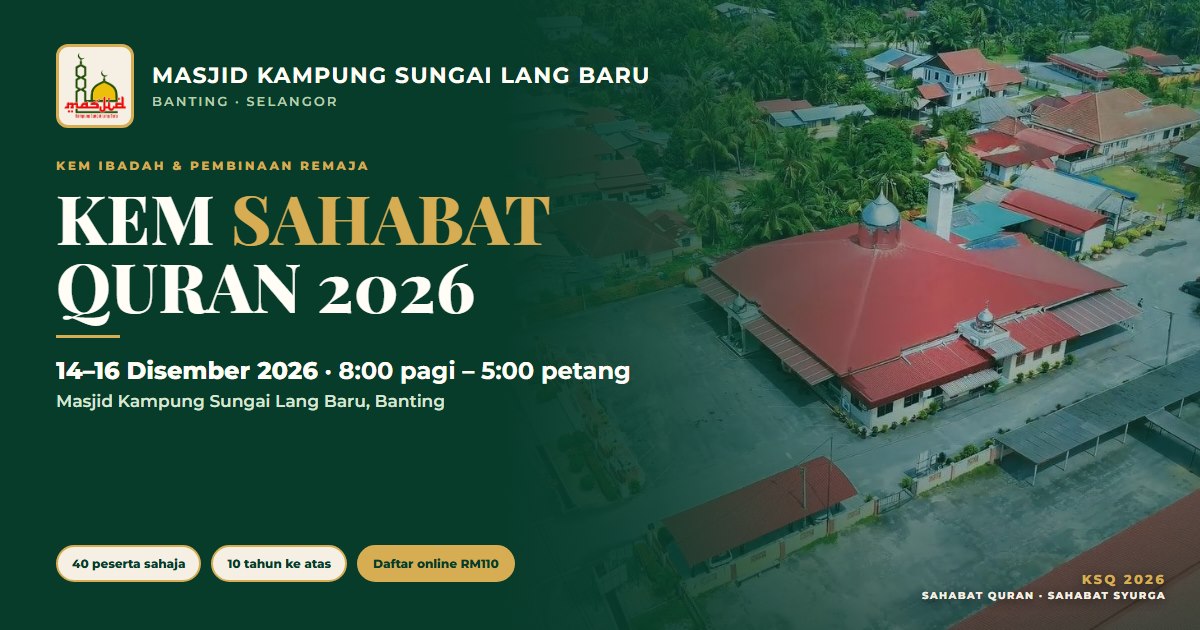 masjid
MASJID KAMPUNG SUNGAI LANG BARU
BANTING · SELANGOR
KEM IBADAH & PEMBINAAN REMAJA
KEM SAHABAT
QURAN 2026
14–16 Disember 2026 · 8:00 pagi – 5:00 petang
Masjid Kampung Sungai Lang Baru, Banting
40 peserta sahaja
10 tahun ke atas
Daftar online RM110
KSQ 2026
SAHABAT QURAN · SAHABAT SYURGA